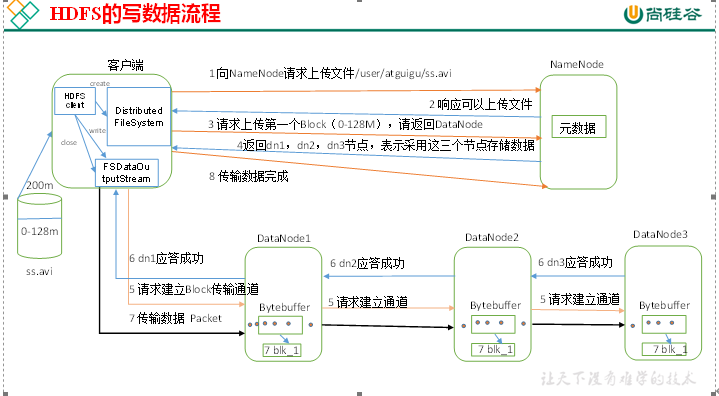 HDFS的写数据流程
尚硅谷
客户端
HDFS
client
create
Distributed
FileSystem
write
close
FSDataOu
tputStream
200m
0-128m
ss.avi
1 向NameNode请求上传文件/user/atguigu/ss.avi
2 响应可以上传文件
3 请求上传第一个Block（0-128M），请返回DataNode
4返回dn1，dn2，dn3节点，表示采用这三个节点存储数据
8 传输数据完成
NameNode
元数据
6 dn1应答成功
5 请求建立Block传输通道
7 传输数据 Packet
DataNode1
Bytebuffer
7 blk_1
6 dn2应答成功
5 请求建立通道
DataNode2
Bytebuffer
7 blk_1
6 dn3应答成功
5 请求建立通道
DataNode3
Bytebuffer
7 blk_1
让天下没有难学的技术